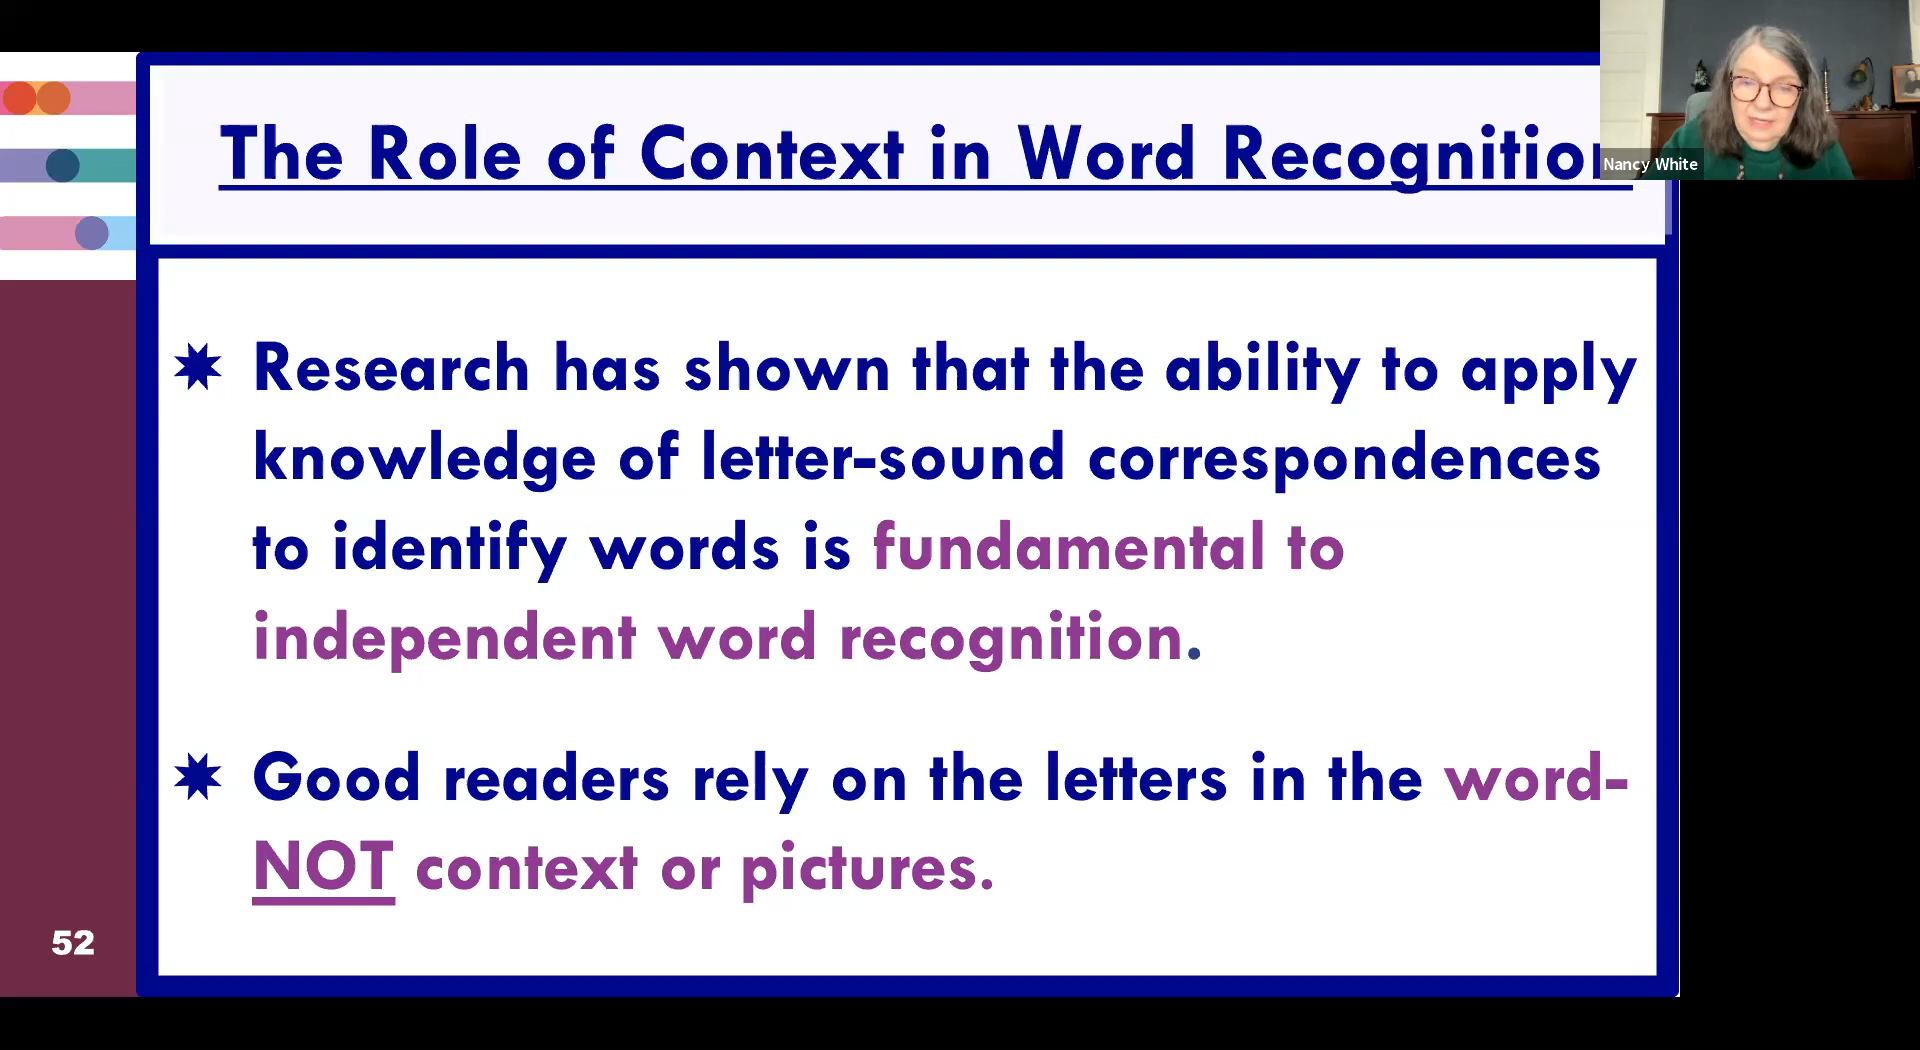 The Role of Context in Word Recognition
Nancy White
Research has shown that the ability to apply
knowledge of letter-sound correspondences
to identify words is fundamental to
independent word recognition.
Good readers rely on the letters in the word-
NOT context or pictures.
52